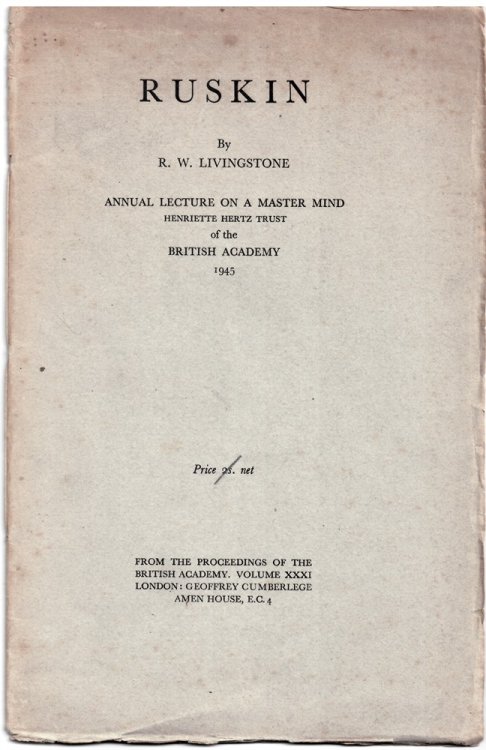 RUSKIN
By
R. W. LIVINGSTONE
ANNUAL LECTURE ON A MASTER MIND
HENRIETTE HERTZ TRUST
of the
BRITISH ACADEMY
1945
Price 2s. net
FROM THE PROCEEDINGS OF THE
BRITISH ACADEMY. VOLUME XXXI
LONDON: GEOFFREY CUMBERLEGE
AMEN HOUSE, E.C. 4